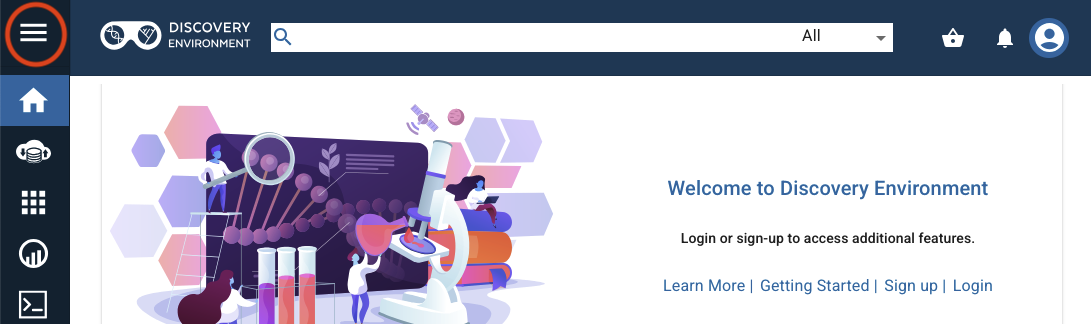 DISCOVERY
ENVIRONMENT
All
Welcome to Discovery Environment
Login or sign-up to access additional features.
Learn More | Getting Started | Sign up | Login